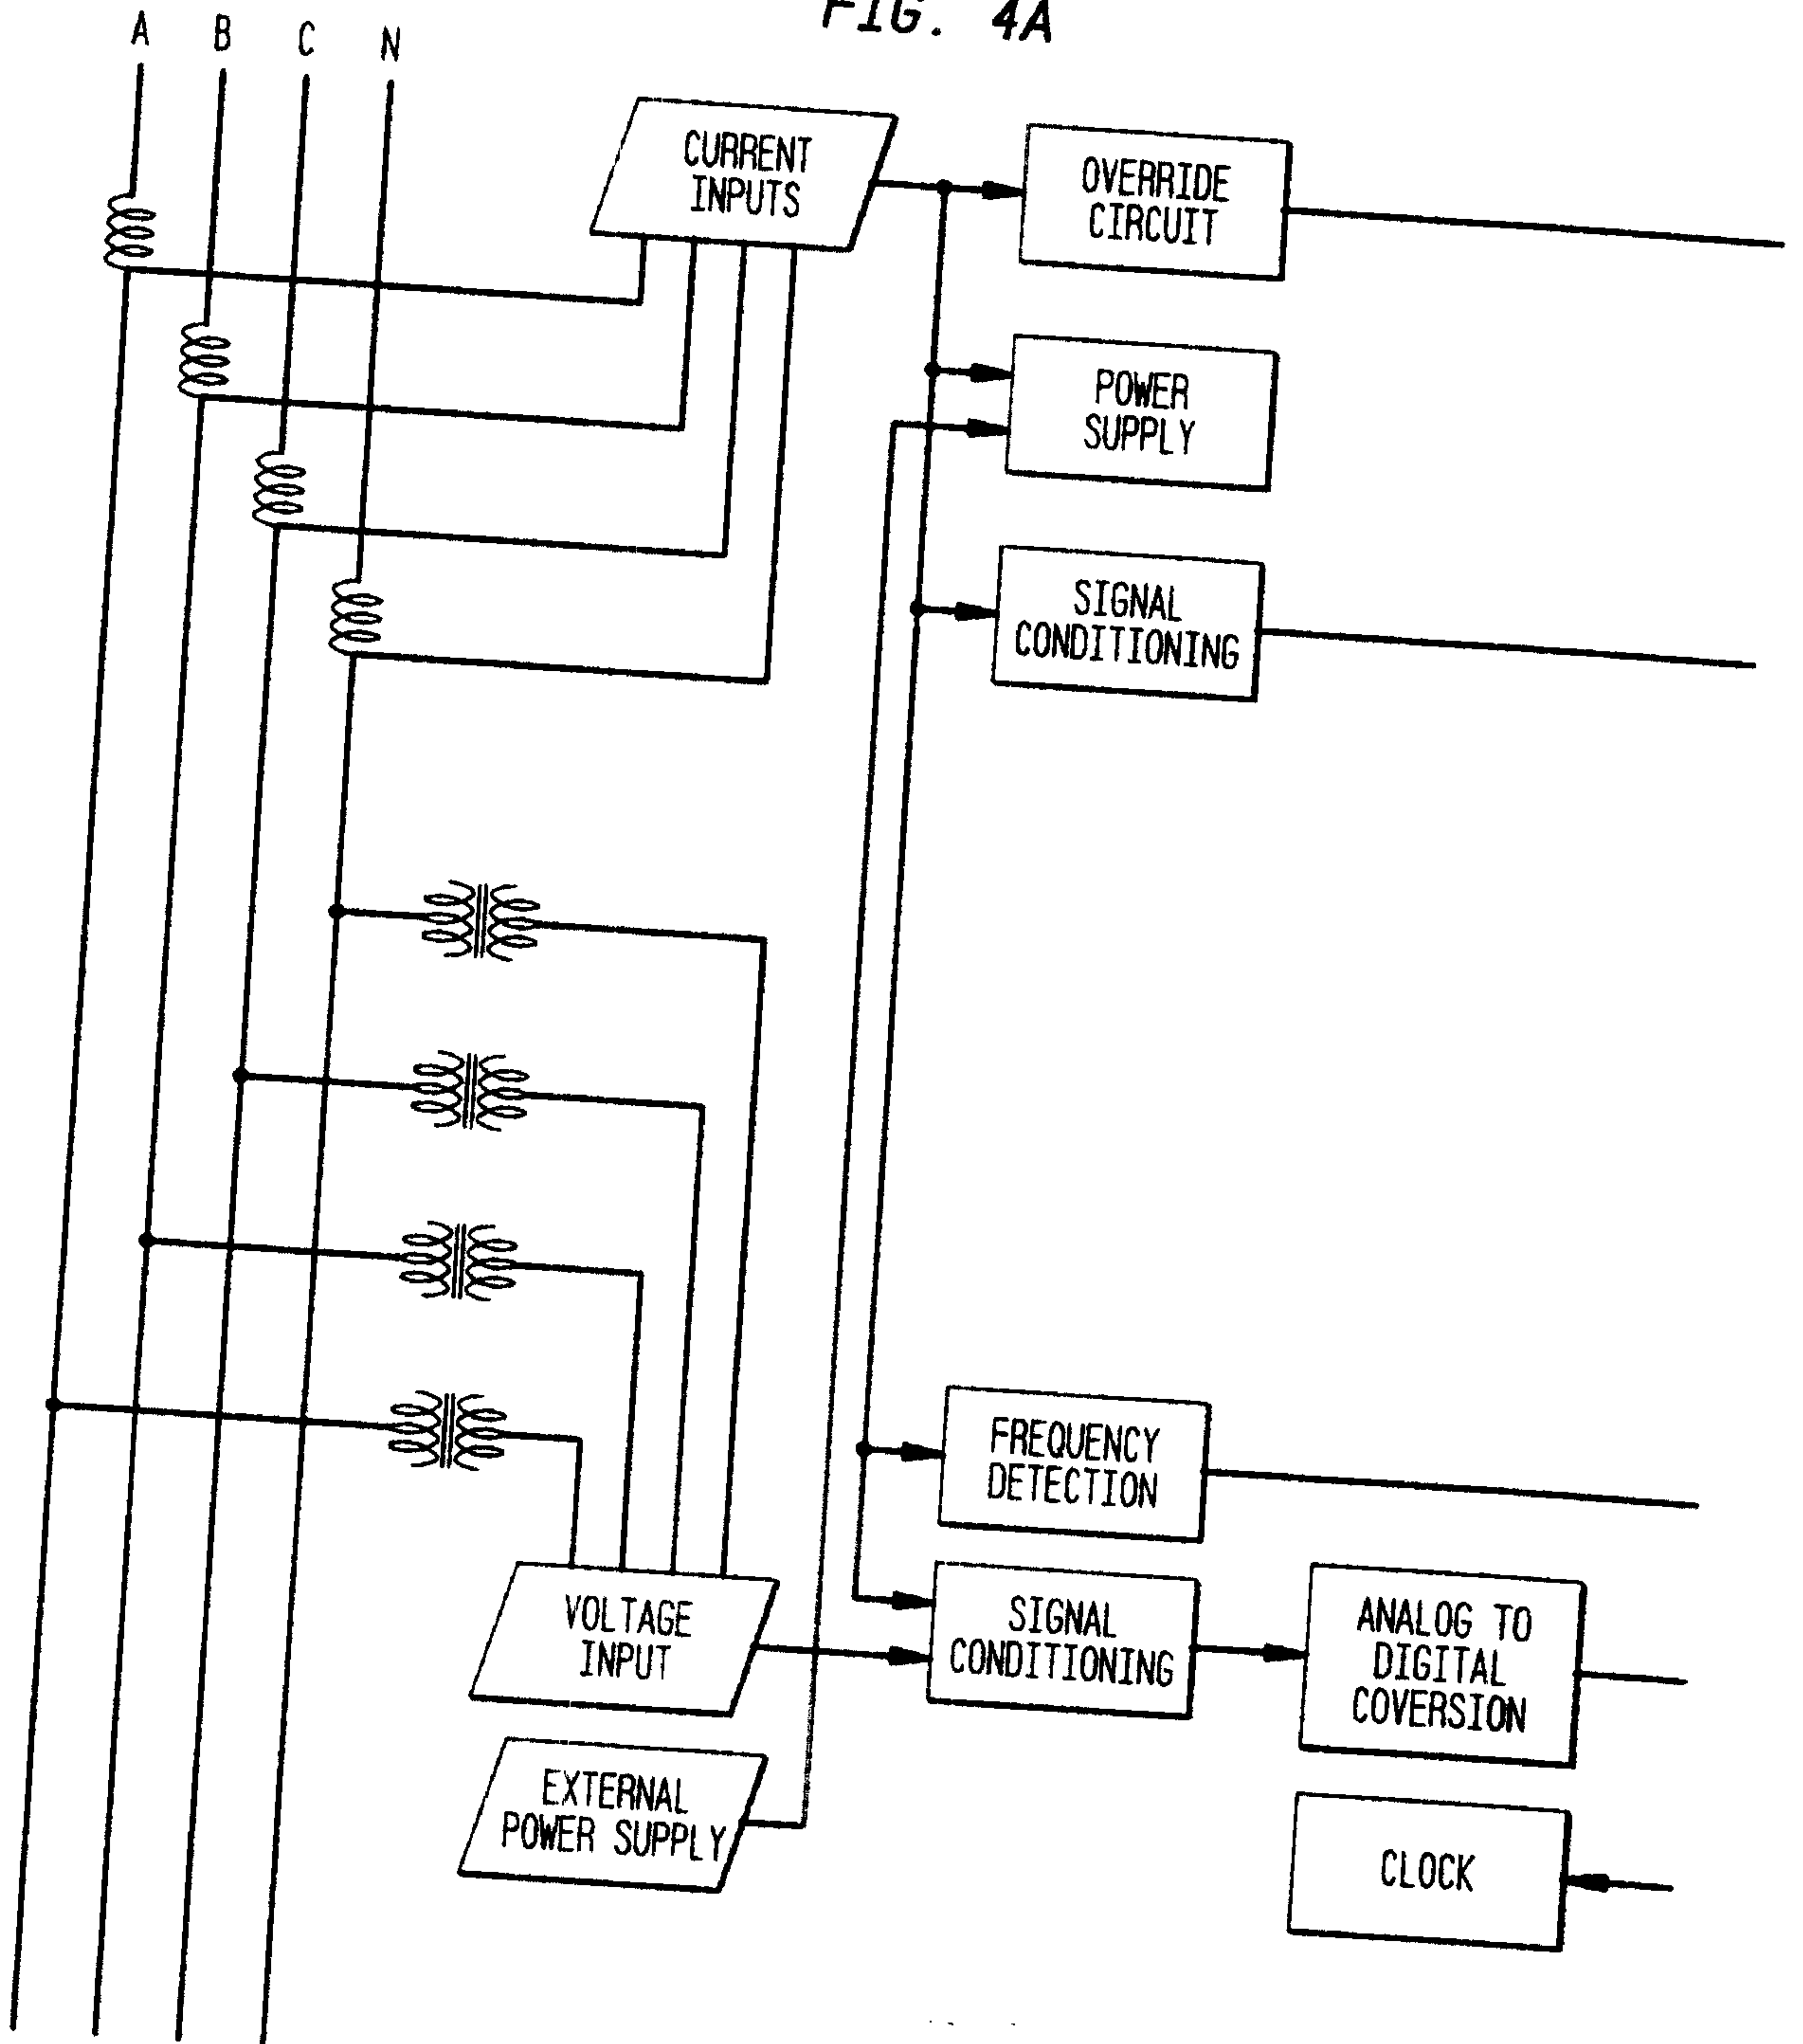 FIG. 4A
A B C N
CURRENT
INPUTS
OVERRIDE
CIRCUIT
POWER
SUPPLY
SIGNAL
CONDITIONING
FREQUENCY
DETECTION
VOLTAGE
INPUT
SIGNAL
CONDITIONING
ANALOG TO
DIGITAL
COVERSION
EXTERNAL
POWER SUPPLY
CLOCK